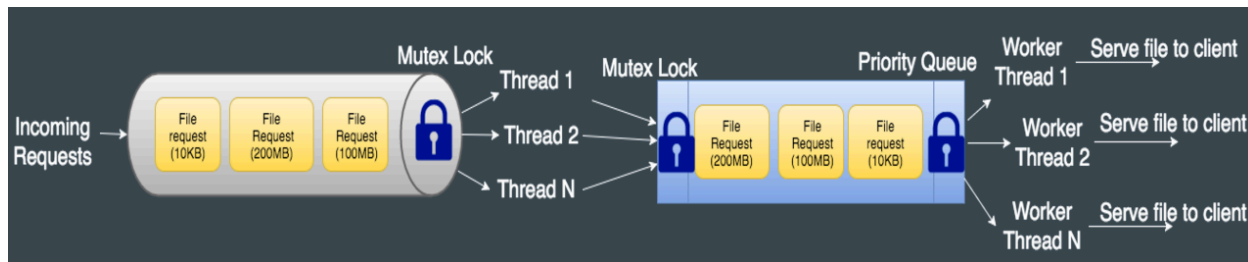 Incoming
Requests
File
request
(10KB)
File
Request
(200MB)
File
Request
(100MB)
Mutex Lock
Thread 1
Thread 2
Thread N
Mutex Lock
File
Request
(200MB)
File
Request
(100MB)
File
request
(10KB)
Priority Queue
Worker
Thread 1
Serve file to client
Worker
Thread 2
Serve file to client
Worker
Thread N
Serve file to client